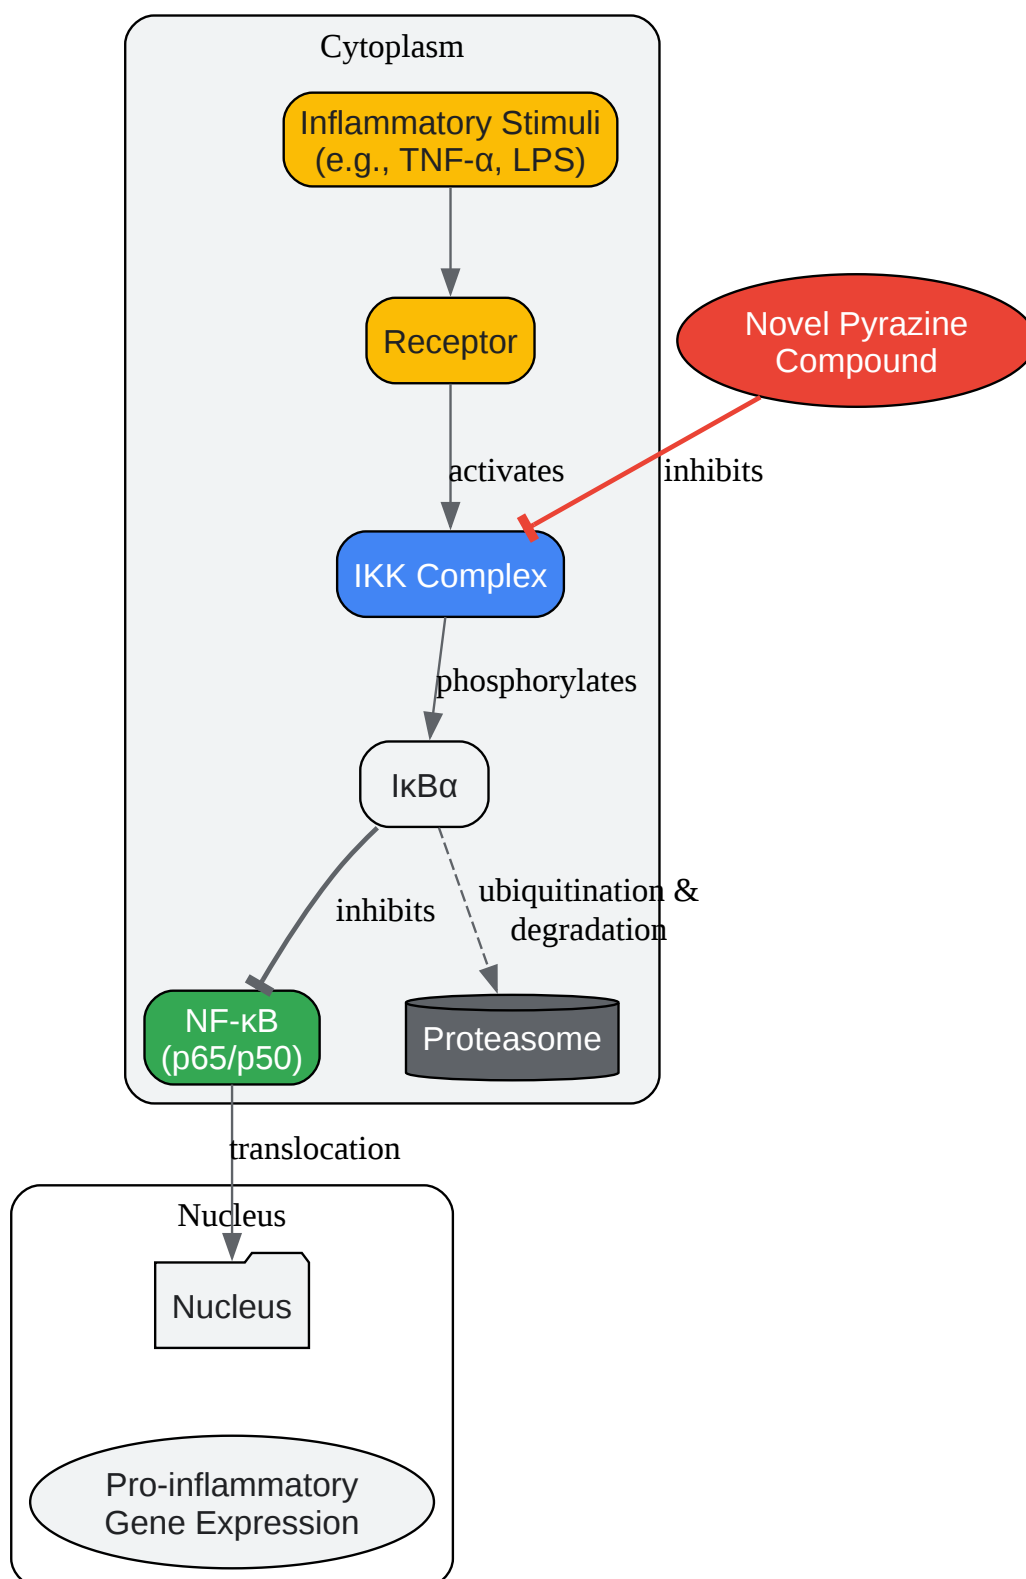 Cytoplasm
Inflammatory Stimuli
(e.g., TNF-α, LPS)
Receptor
Novel Pyrazine
Compound
activates
inhibits
IKK Complex
phosphorylates
IκBα
inhibits
ubiquitination &
degradation
NF-κB
(p65/p50)
Proteasome
translocation
Nucleus
Nucleus
Pro-inflammatory
Gene Expression